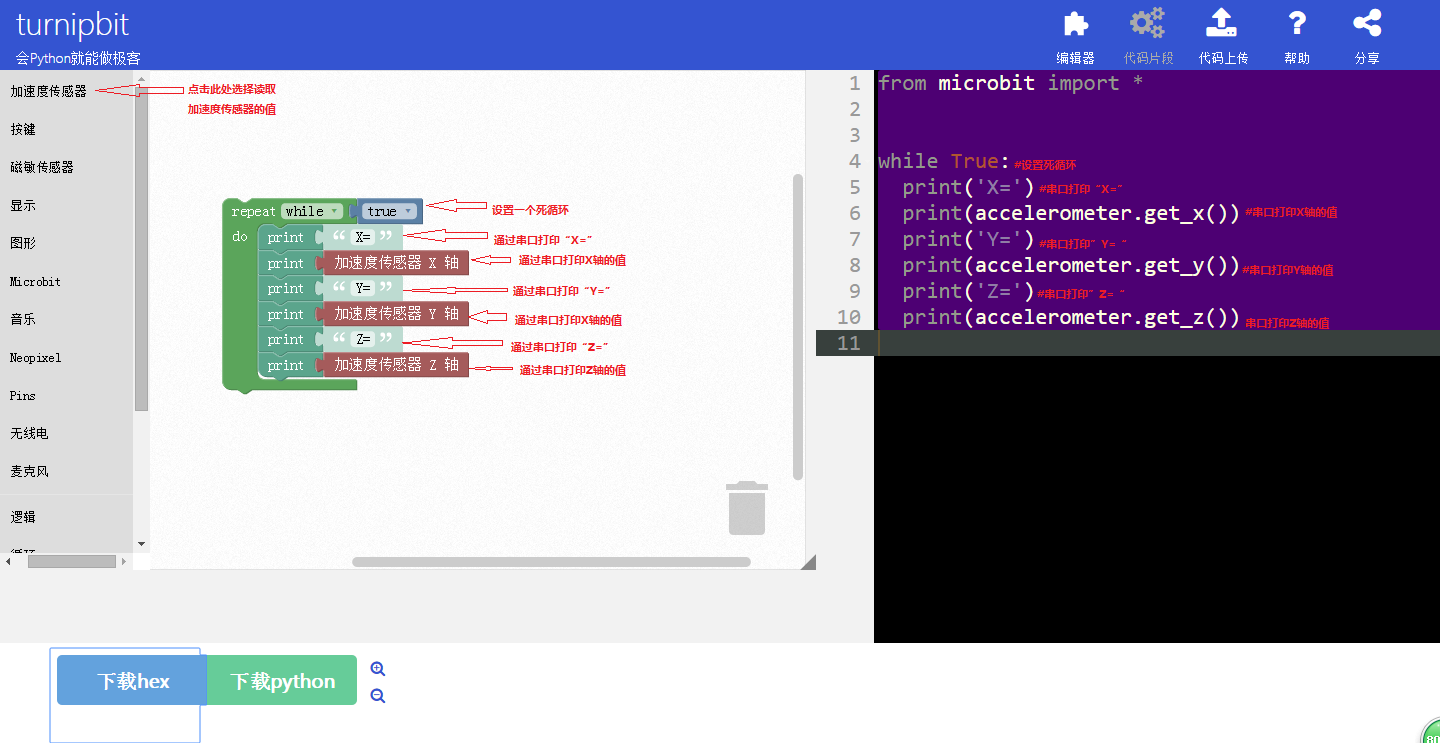 turnipbit
会Python就能做极客
编辑器
代码片段
代码上传
帮助
分享
加速度传感器
按键
磁敏传感器
显示
图形
Microbit
音乐
Neopixel
Pins
无线电
麦克风
逻辑
点击此处选择读取
加速度传感器的值
repeat while true 设置一个死循环
do print “ X= ” 通过串口打印“X=”
print 加速度传感器 X 轴 通过串口打印X轴的值
print “ Y= ” 通过串口打印“Y=”
print 加速度传感器 Y 轴 通过串口打印X轴的值
print “ Z= ” 通过串口打印“Z=”
print 加速度传感器 Z 轴 通过串口打印Z轴的值
1 from microbit import *
2
3
4 while True: #设置死循环
5 print('X=') #串口打印“X=”
6 print(accelerometer.get_x()) #串口打印X轴的值
7 print('Y=') #串口打印”Y=“
8 print(accelerometer.get_y()) #串口打印Y轴的值
9 print('Z=') #串口打印”Z=“
10 print(accelerometer.get_z()) 串口打印Z轴的值
11
下载hex
下载python